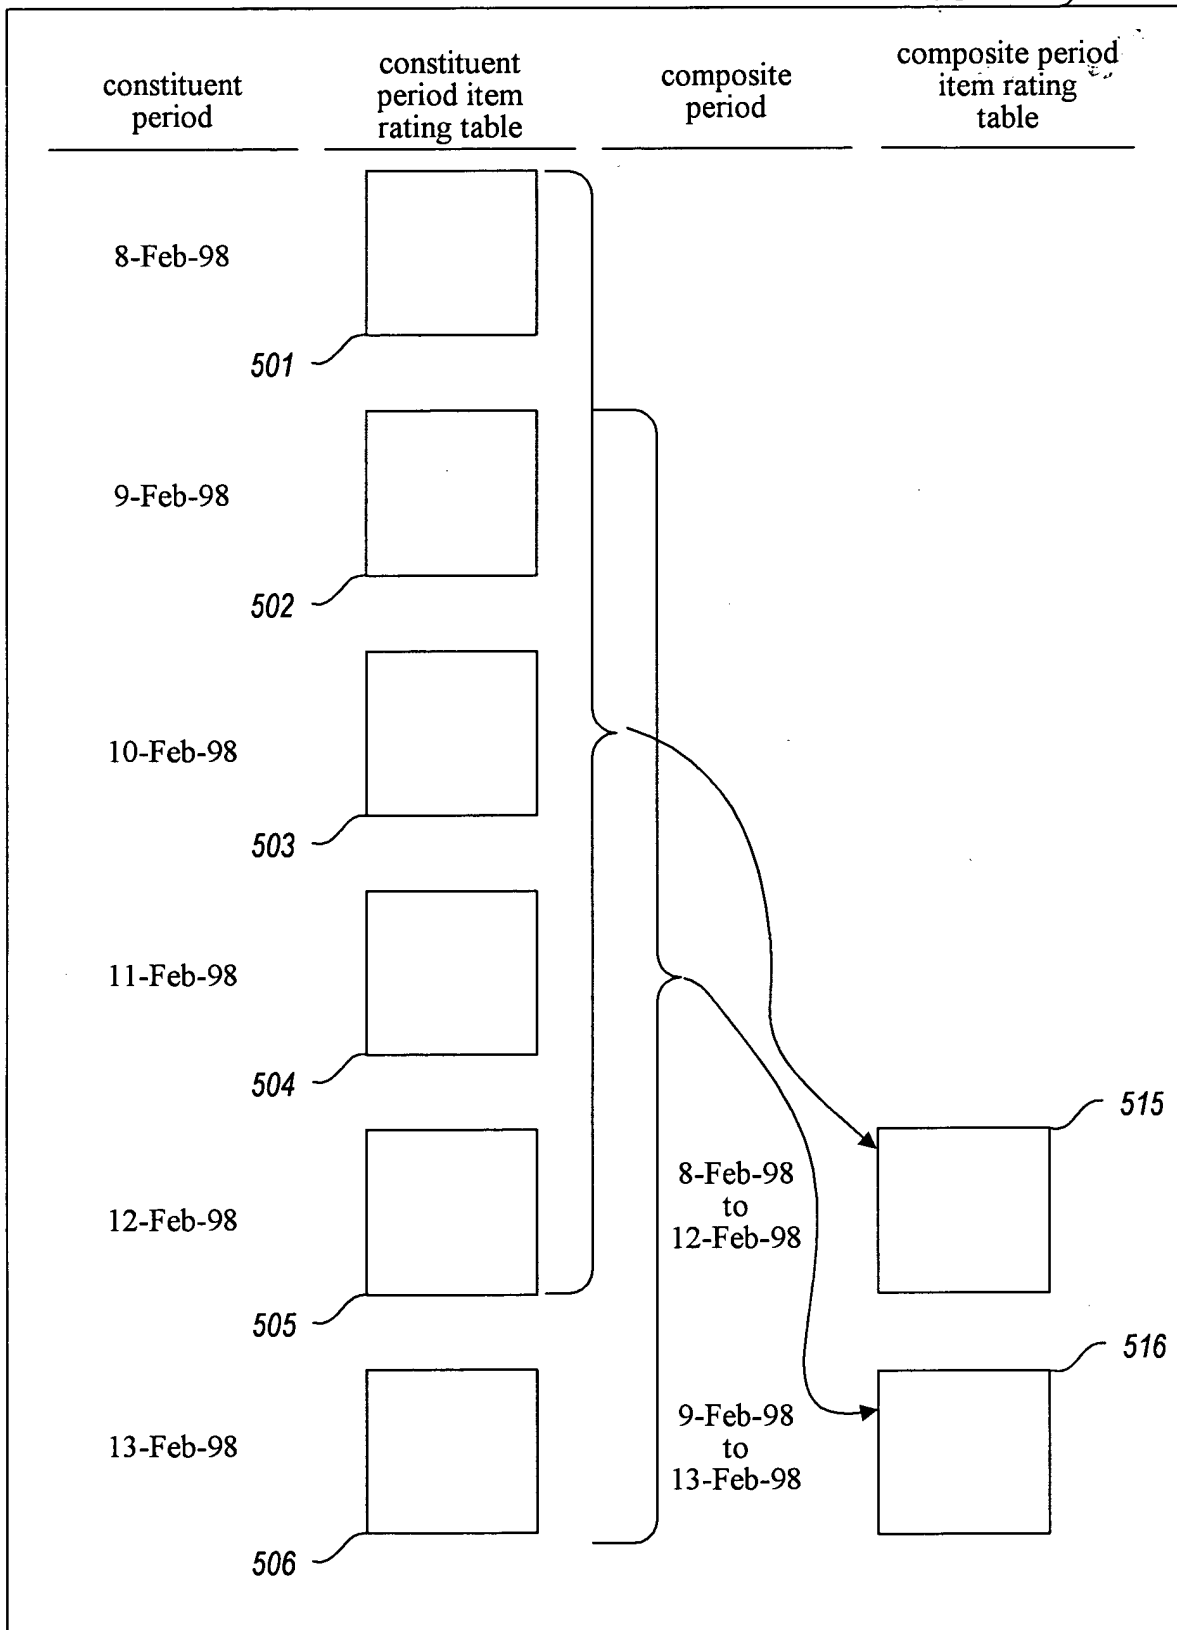 constituent
period
constituent
period item
rating table
composite
period
composite period
item rating
table
8-Feb-98
501
9-Feb-98
502
10-Feb-98
503
11-Feb-98
504
515
12-Feb-98
8-Feb-98
to
12-Feb-98
505
516
13-Feb-98
9-Feb-98
to
13-Feb-98
506